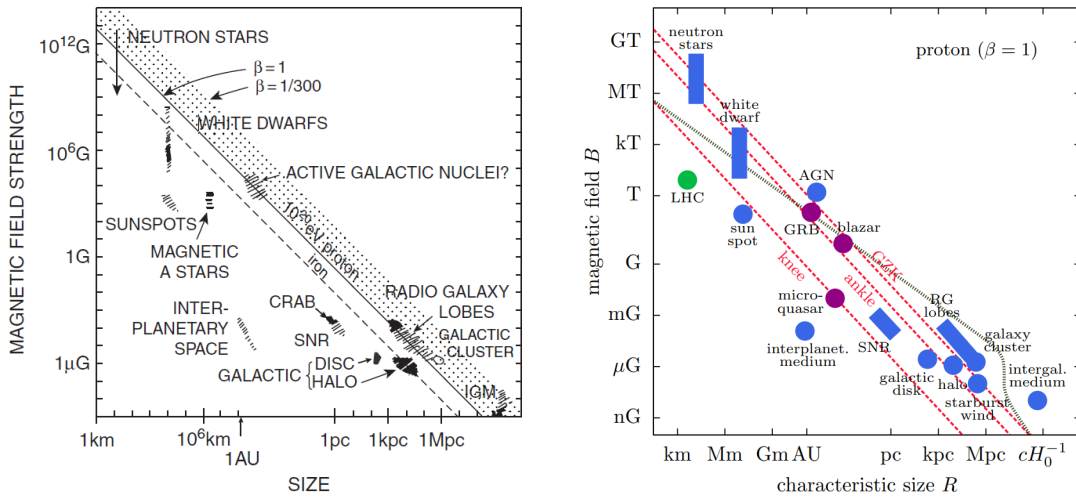 MAGNETIC FIELD STRENGTH
10¹²G
10⁶G
1G
1μG
NEUTRON STARS
β=1
β=1/300
WHITE DWARFS
ACTIVE GALACTIC NUCLEI?
SUNSPOTS
MAGNETIC
A STARS
10²⁰ eV proton
iron
INTER-
PLANETARY
SPACE
CRAB
SNR
RADIO GALAXY
LOBES
GALACTIC
CLUSTER
GALACTIC { DISC
HALO
IGM
1km
10⁶km
1AU
1pc
1kpc
1Mpc
SIZE
magnetic field B
GT
MT
kT
T
G
mG
μG
nG
proton (β = 1)
neutron
stars
white
dwarf
LHC
AGN
sun
spot
GRB
blazar
knee
ankle
GZK
micro-
quasar
interplanet.
medium
SNR
RG
lobes
galaxy
cluster
galactic
disk
halo
starburst
wind
intergal.
medium
km
Mm
Gm
AU
pc
kpc
Mpc
cH₀⁻¹
characteristic size R